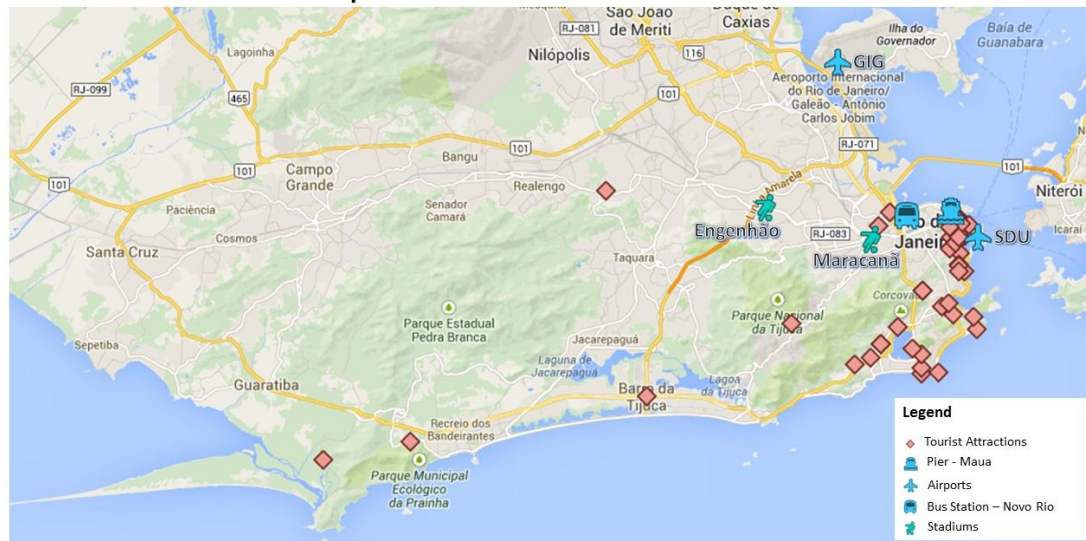 São João
de Meriti
Duque de
Caxias
RJ-081
116
Nilópolis
Ilha do
Governador
Baía de
Guanabara
GIG
Aeroporto Internacional
do Rio de Janeiro/
Galeão - Antônio
Carlos Jobim
Lagoinha
RJ-099
465
101
RJ-071
101
101
101
101
Bangu
Campo
Grande
Realengo
Niterói
Paciência
Senador
Camará
Icaraí
Cosmos
Engenhão
RJ-083
Janeiro
SDU
Santa Cruz
Maracanã
Taquara
Parque Estadual
Pedra Branca
Parque Nacional
da Tijuca
Corcovado
Sepetiba
Jacarepaguá
Laguna de
Jacarepaguá
Guaratiba
Barra da
Tijuca
Lagoa
da Tijuca
Recreio dos
Bandeirantes
Parque Municipal
Ecológico
da Prainha
Legend
Tourist Attractions
Pier - Maua
Airports
Bus Station – Novo Rio
Stadiums